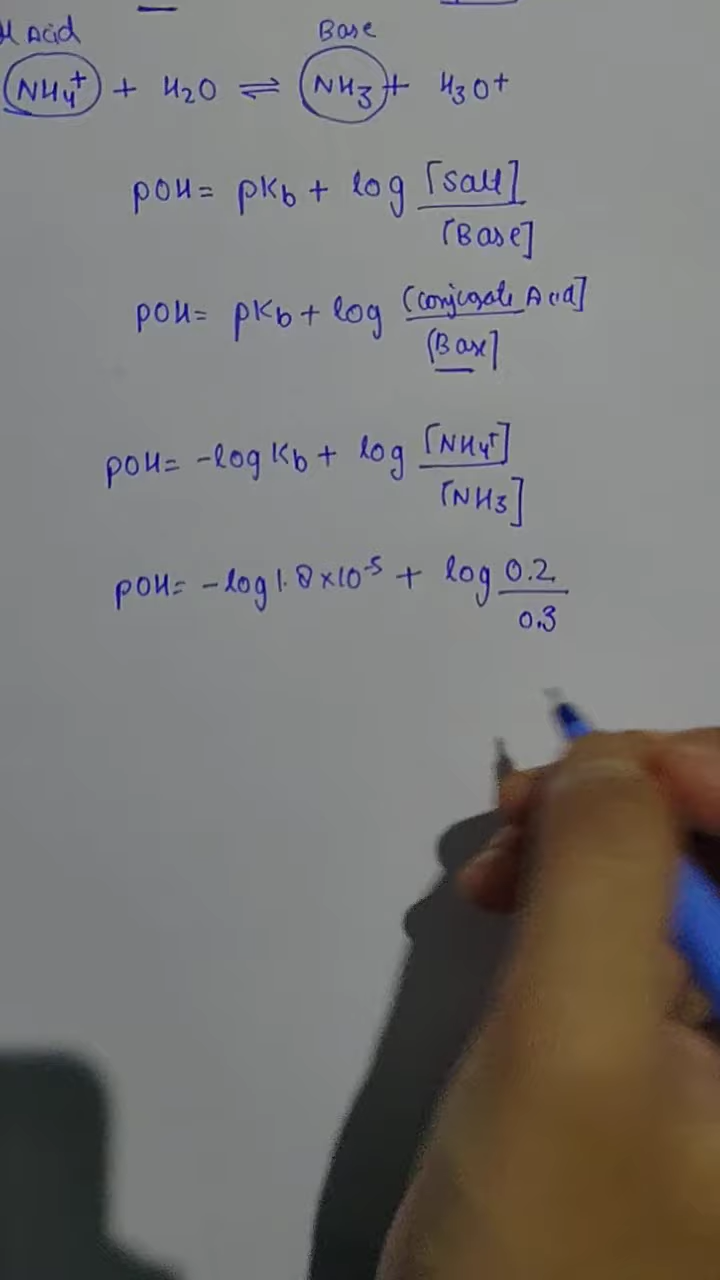 Acid Base
NH4+ + H2O ⇌ NH3 + H3O+
pOH = pKb + log [Salt]
[Base]
pOH = pKb + log [conjugate Acid]
[Base]
pOH = -log Kb + log [NH4+]
[NH3]
pOH = -log 1.8 × 10-5 + log 0.2
0.3